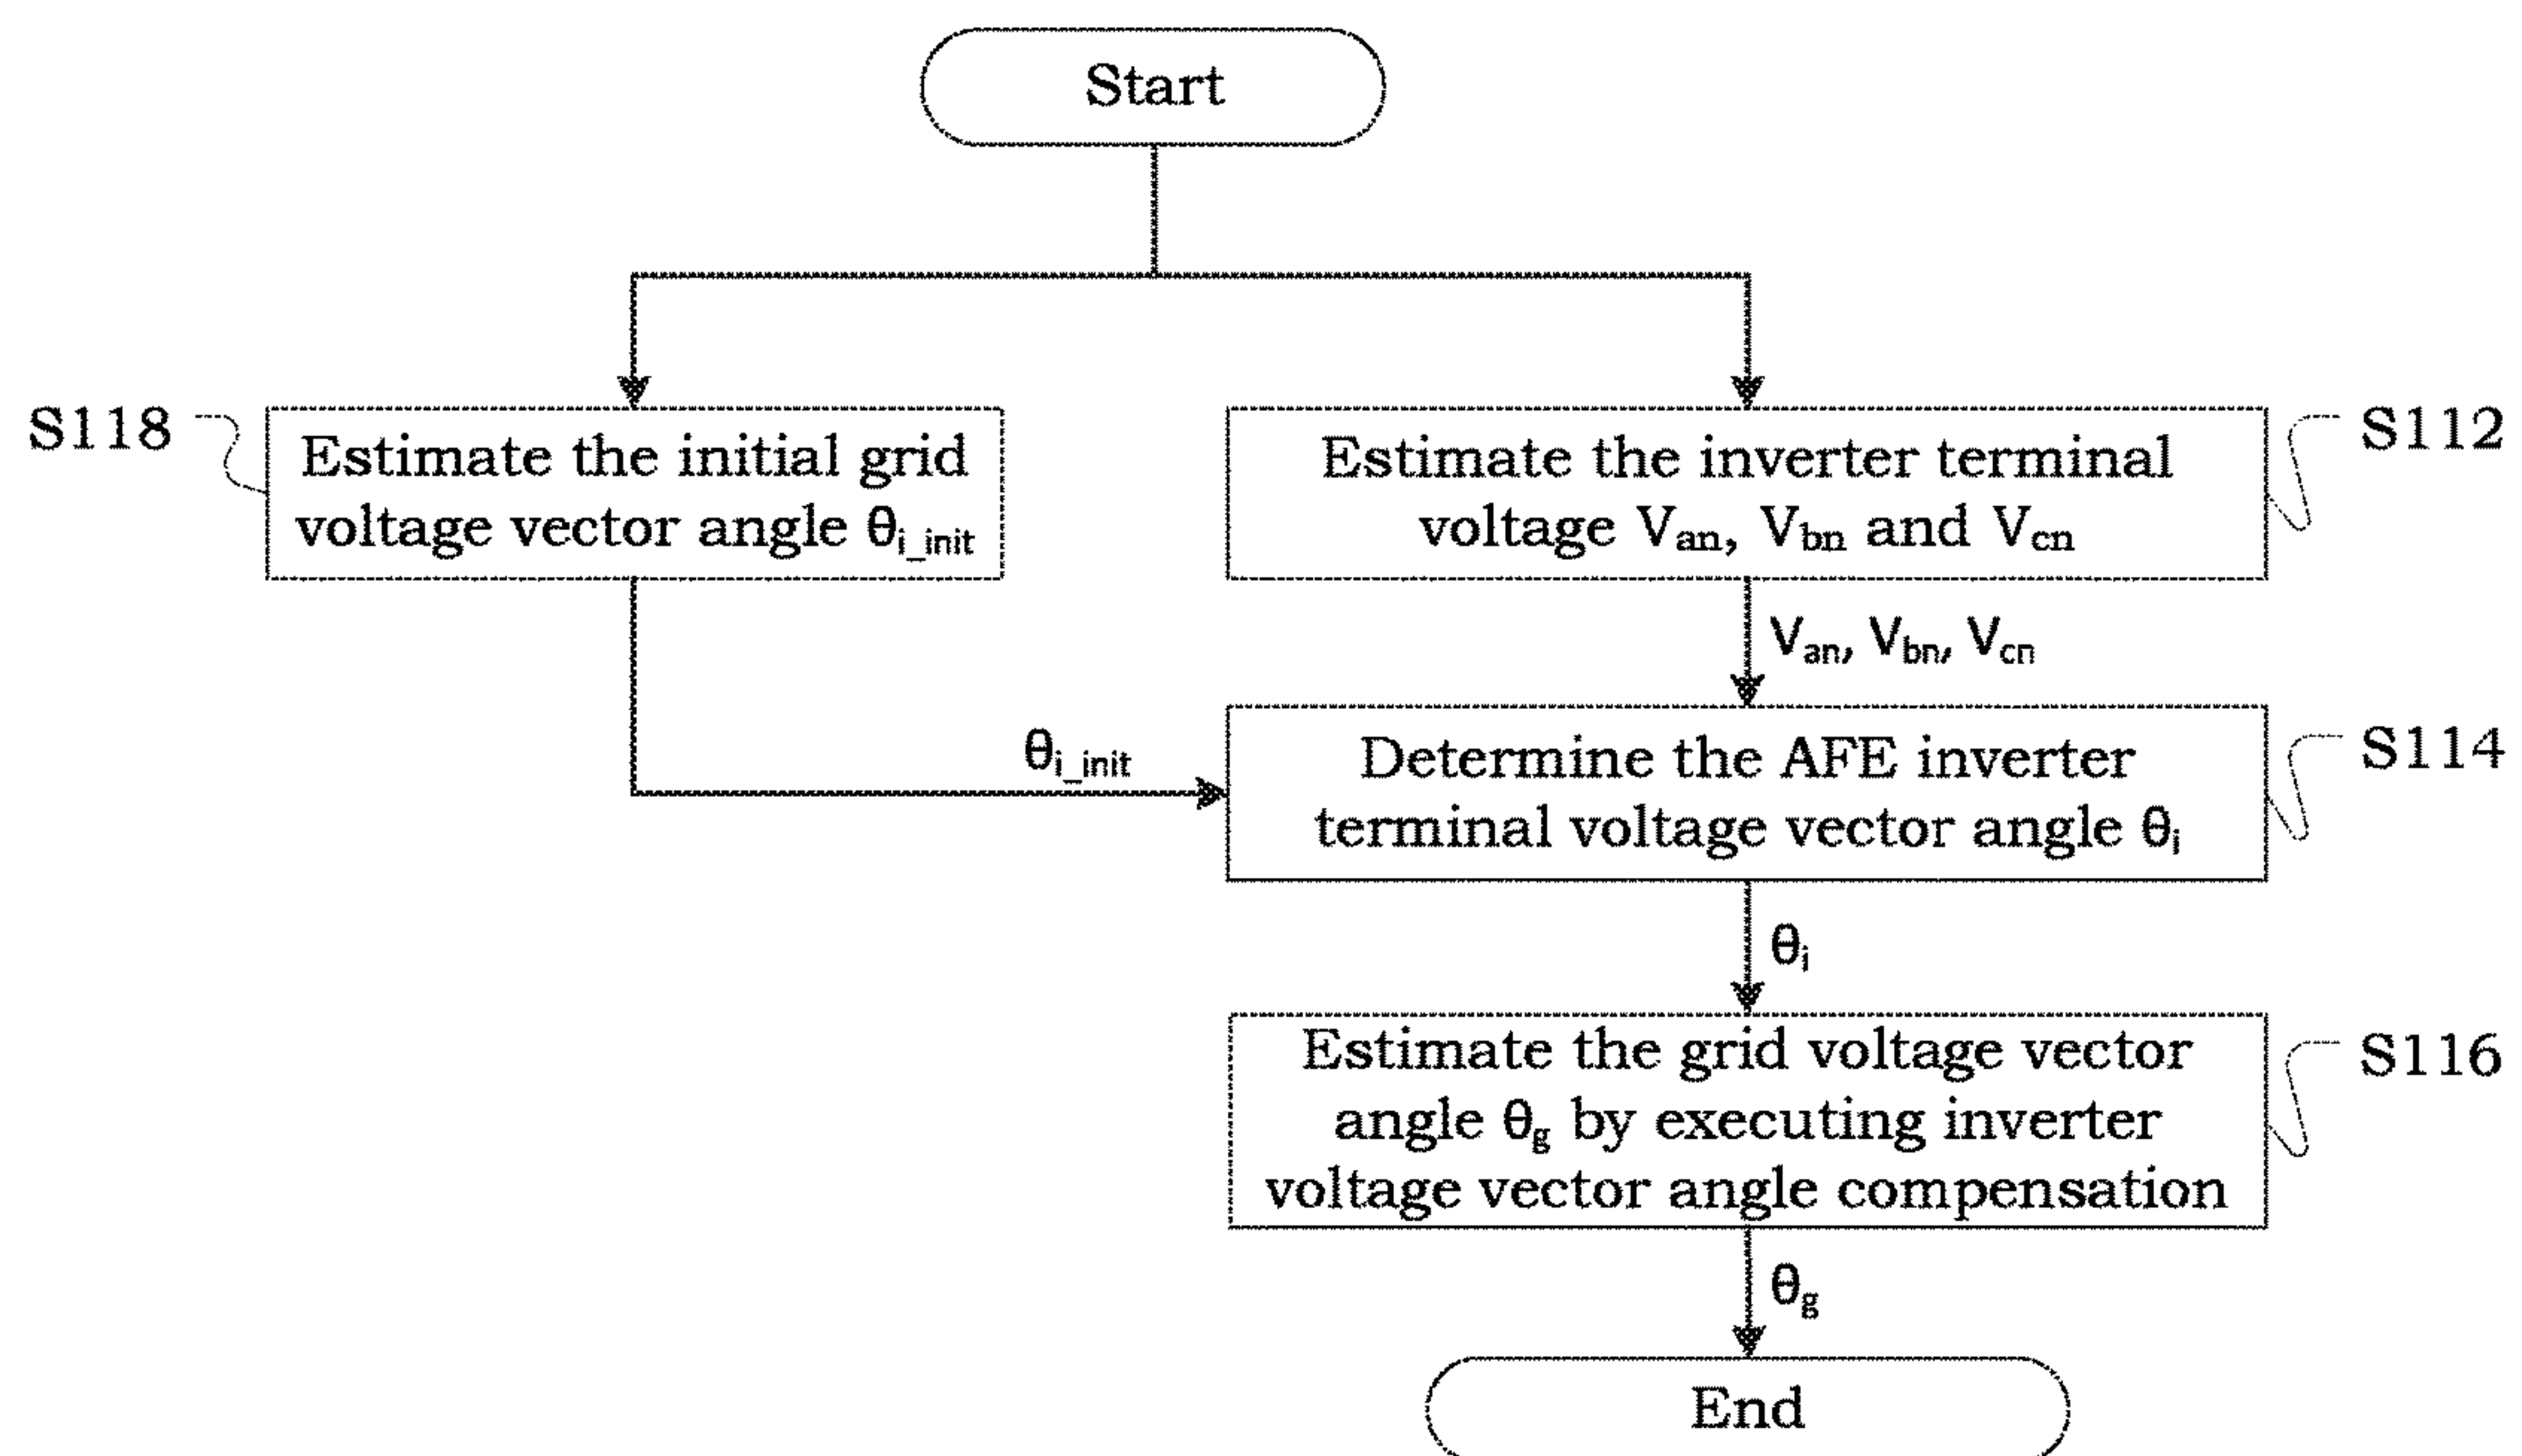 Start
S118
Estimate the initial grid
voltage vector angle θi_init
Estimate the inverter terminal
voltage Van, Vbn and Vcn
S112
Van, Vbn, Vcn
θi_init
Determine the AFE inverter
terminal voltage vector angle θi
S114
θi
Estimate the grid voltage vector
angle θg by executing inverter
voltage vector angle compensation
S116
θg
End